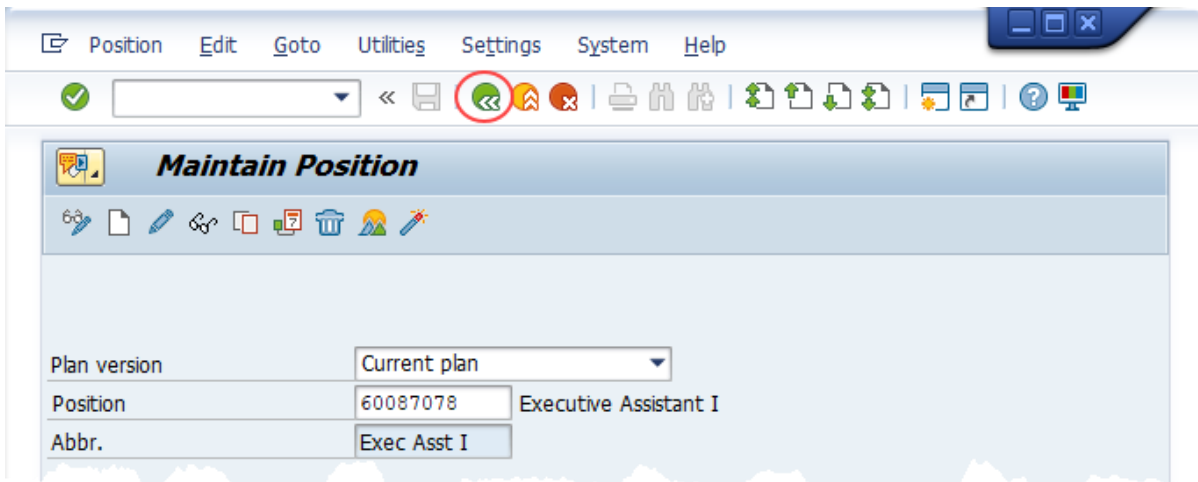 Position Edit Goto Utilities Settings System Help
Maintain Position
Plan version Current plan
Position 60087078 Executive Assistant I
Abbr. Exec Asst I